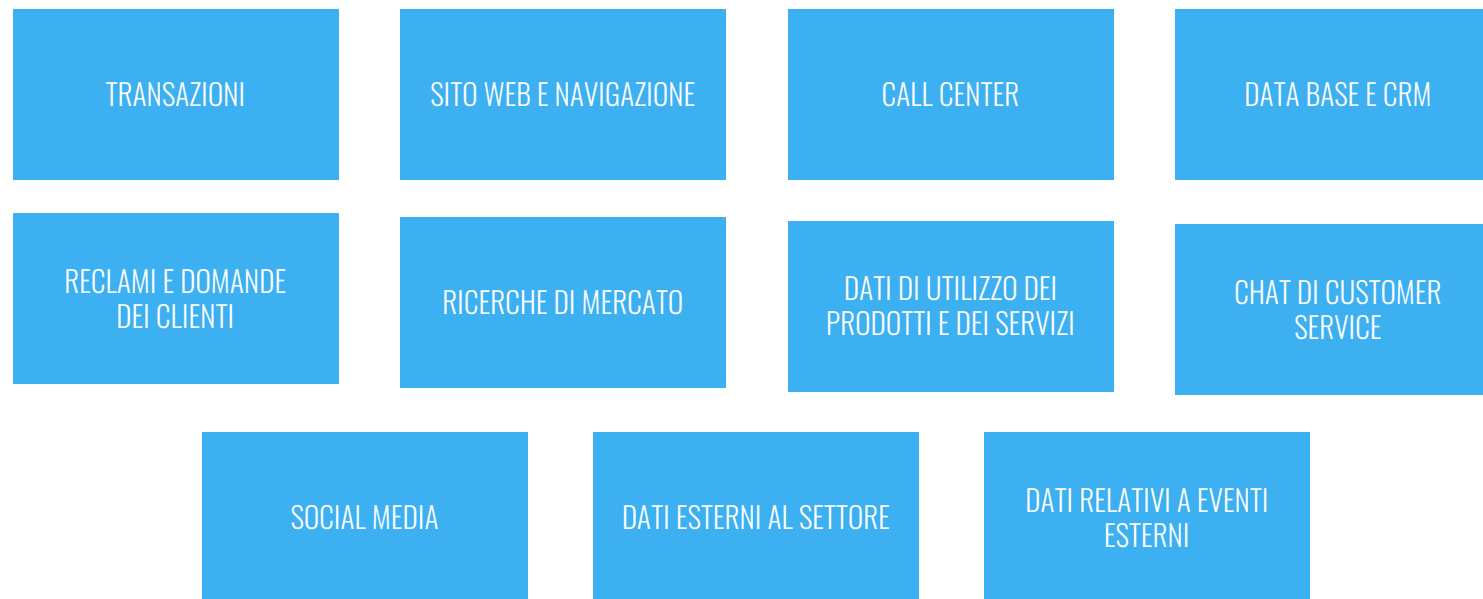 TRANSAZIONI
SITO WEB E NAVIGAZIONE
CALL CENTER
DATA BASE E CRM
RECLAMI E DOMANDE
DEI CLIENTI
RICERCHE DI MERCATO
DATI DI UTILIZZO DEI
PRODOTTI E DEI SERVIZI
CHAT DI CUSTOMER
SERVICE
SOCIAL MEDIA
DATI ESTERNI AL SETTORE
DATI RELATIVI A EVENTI
ESTERNI